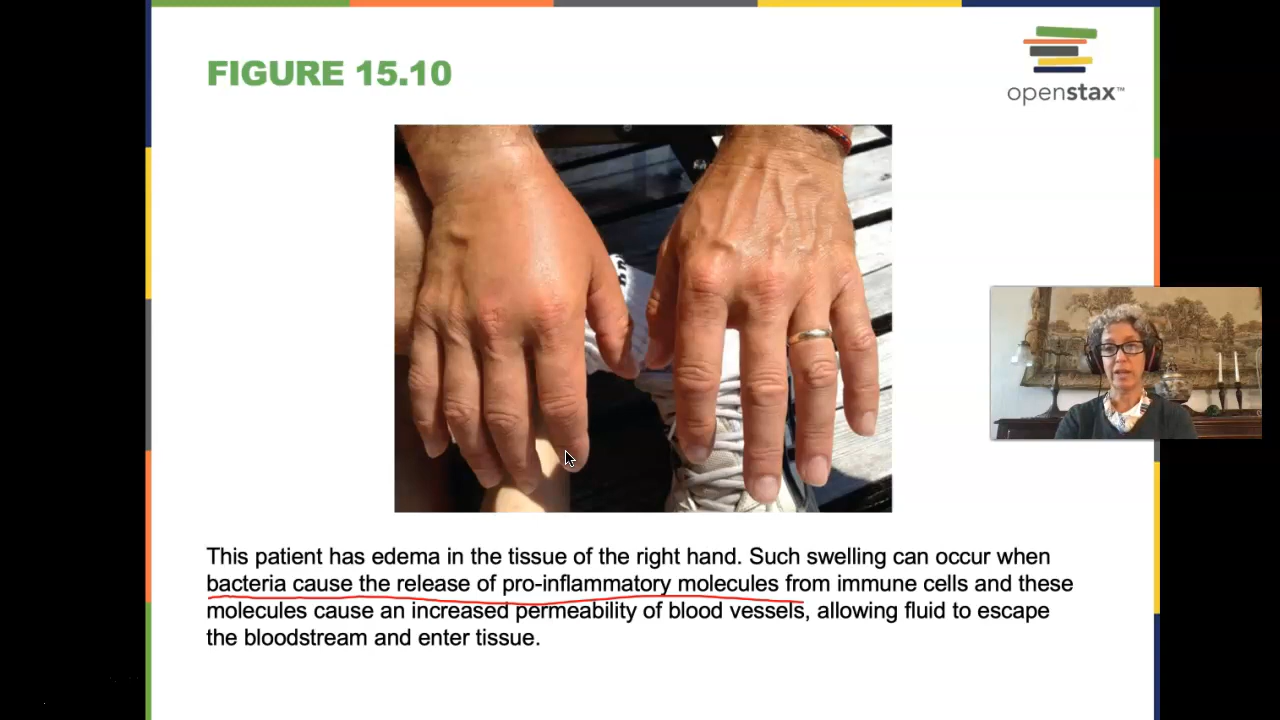 FIGURE 15.10
openstax™
This patient has edema in the tissue of the right hand. Such swelling can occur when
bacteria cause the release of pro-inflammatory molecules from immune cells and these
molecules cause an increased permeability of blood vessels, allowing fluid to escape
the bloodstream and enter tissue.